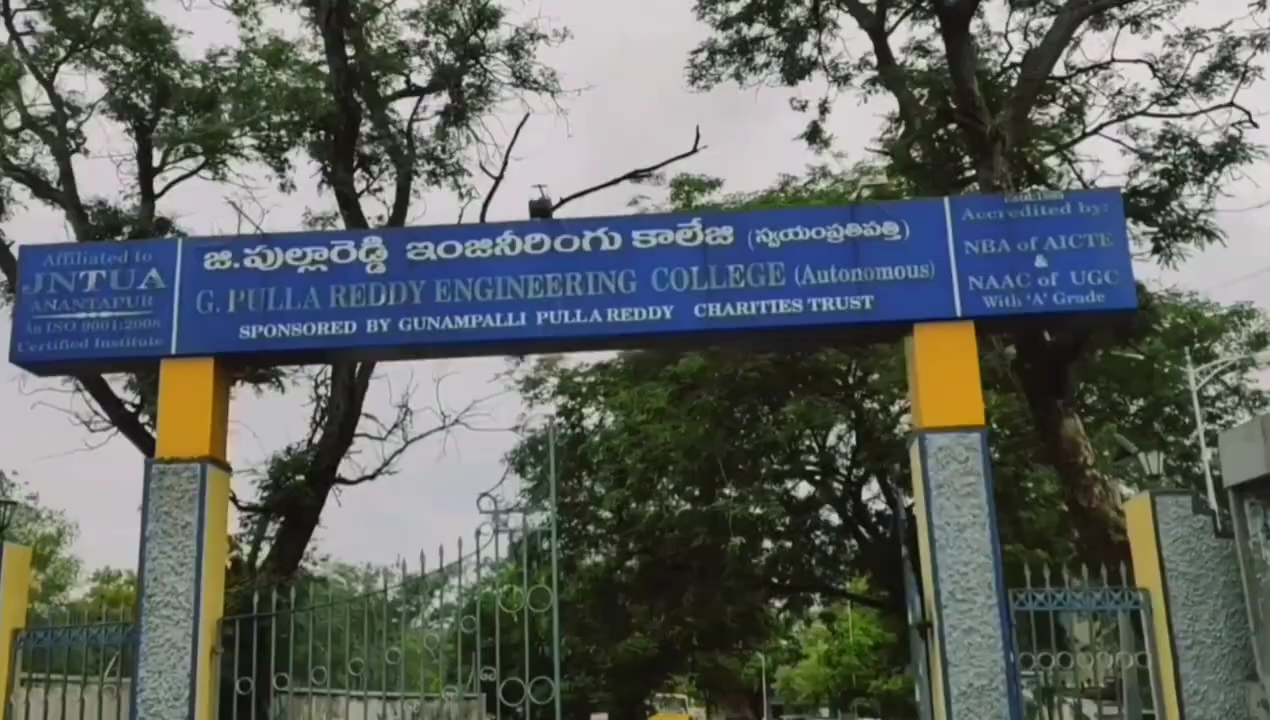 Affiliated to
JNTUA
ANANTAPUR
An ISO 9001:2008
Certified Institute
జి.పుల్లారెడ్డి ఇంజినీరింగు కాలేజి (స్వయంప్రతిపత్తి)
G. PULLA REDDY ENGINEERING COLLEGE (Autonomous)
SPONSORED BY GUNAMPALLI PULLA REDDY CHARITIES TRUST
Accredited by:
NBA of AICTE
&
NAAC of UGC
With 'A' Grade